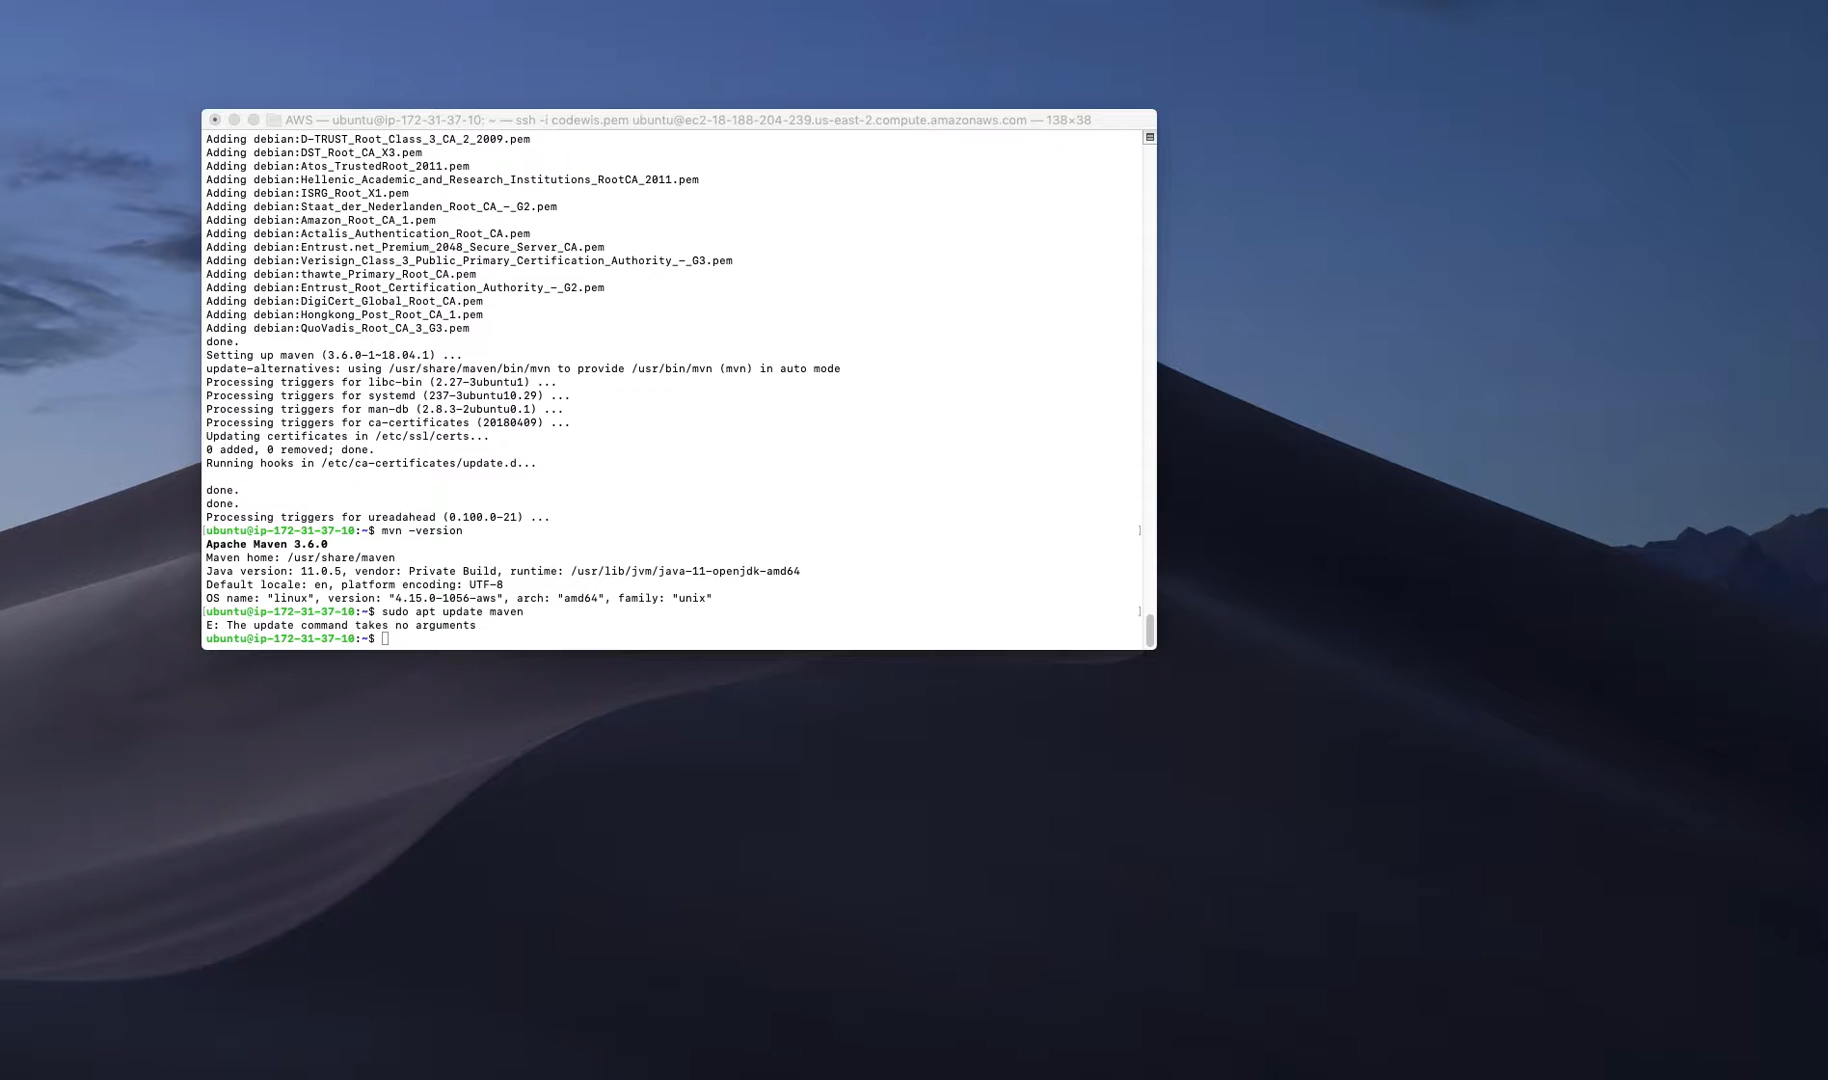 AWS — ubuntu@ip-172-31-37-10: ~ — ssh -i codewis.pem ubuntu@ec2-18-188-204-239.us-east-2.compute.amazonaws.com — 138×38
Adding debian:D-TRUST_Root_Class_3_CA_2_2009.pem
Adding debian:DST_Root_CA_X3.pem
Adding debian:Atos_TrustedRoot_2011.pem
Adding debian:Hellenic_Academic_and_Research_Institutions_RootCA_2011.pem
Adding debian:ISRG_Root_X1.pem
Adding debian:Staat_der_Nederlanden_Root_CA_-_G2.pem
Adding debian:Amazon_Root_CA_1.pem
Adding debian:Actalis_Authentication_Root_CA.pem
Adding debian:Entrust.net_Premium_2048_Secure_Server_CA.pem
Adding debian:Verisign_Class_3_Public_Primary_Certification_Authority_-_G3.pem
Adding debian:thawte_Primary_Root_CA.pem
Adding debian:Entrust_Root_Certification_Authority_-_G2.pem
Adding debian:DigiCert_Global_Root_CA.pem
Adding debian:Hongkong_Post_Root_CA_1.pem
Adding debian:QuoVadis_Root_CA_3_G3.pem
done.
Setting up maven (3.6.0-1~18.04.1) ...
update-alternatives: using /usr/share/maven/bin/mvn to provide /usr/bin/mvn (mvn) in auto mode
Processing triggers for libc-bin (2.27-3ubuntu1) ...
Processing triggers for systemd (237-3ubuntu10.29) ...
Processing triggers for man-db (2.8.3-2ubuntu0.1) ...
Processing triggers for ca-certificates (20180409) ...
Updating certificates in /etc/ssl/certs...
0 added, 0 removed; done.
Running hooks in /etc/ca-certificates/update.d...
done.
done.
Processing triggers for ureadahead (0.100.0-21) ...
[ubuntu@ip-172-31-37-10:~$ mvn -version ]
Apache Maven 3.6.0
Maven home: /usr/share/maven
Java version: 11.0.5, vendor: Private Build, runtime: /usr/lib/jvm/java-11-openjdk-amd64
Default locale: en, platform encoding: UTF-8
OS name: "linux", version: "4.15.0-1056-aws", arch: "amd64", family: "unix"
[ubuntu@ip-172-31-37-10:~$ sudo apt update maven ]
E: The update command takes no arguments
ubuntu@ip-172-31-37-10:~$